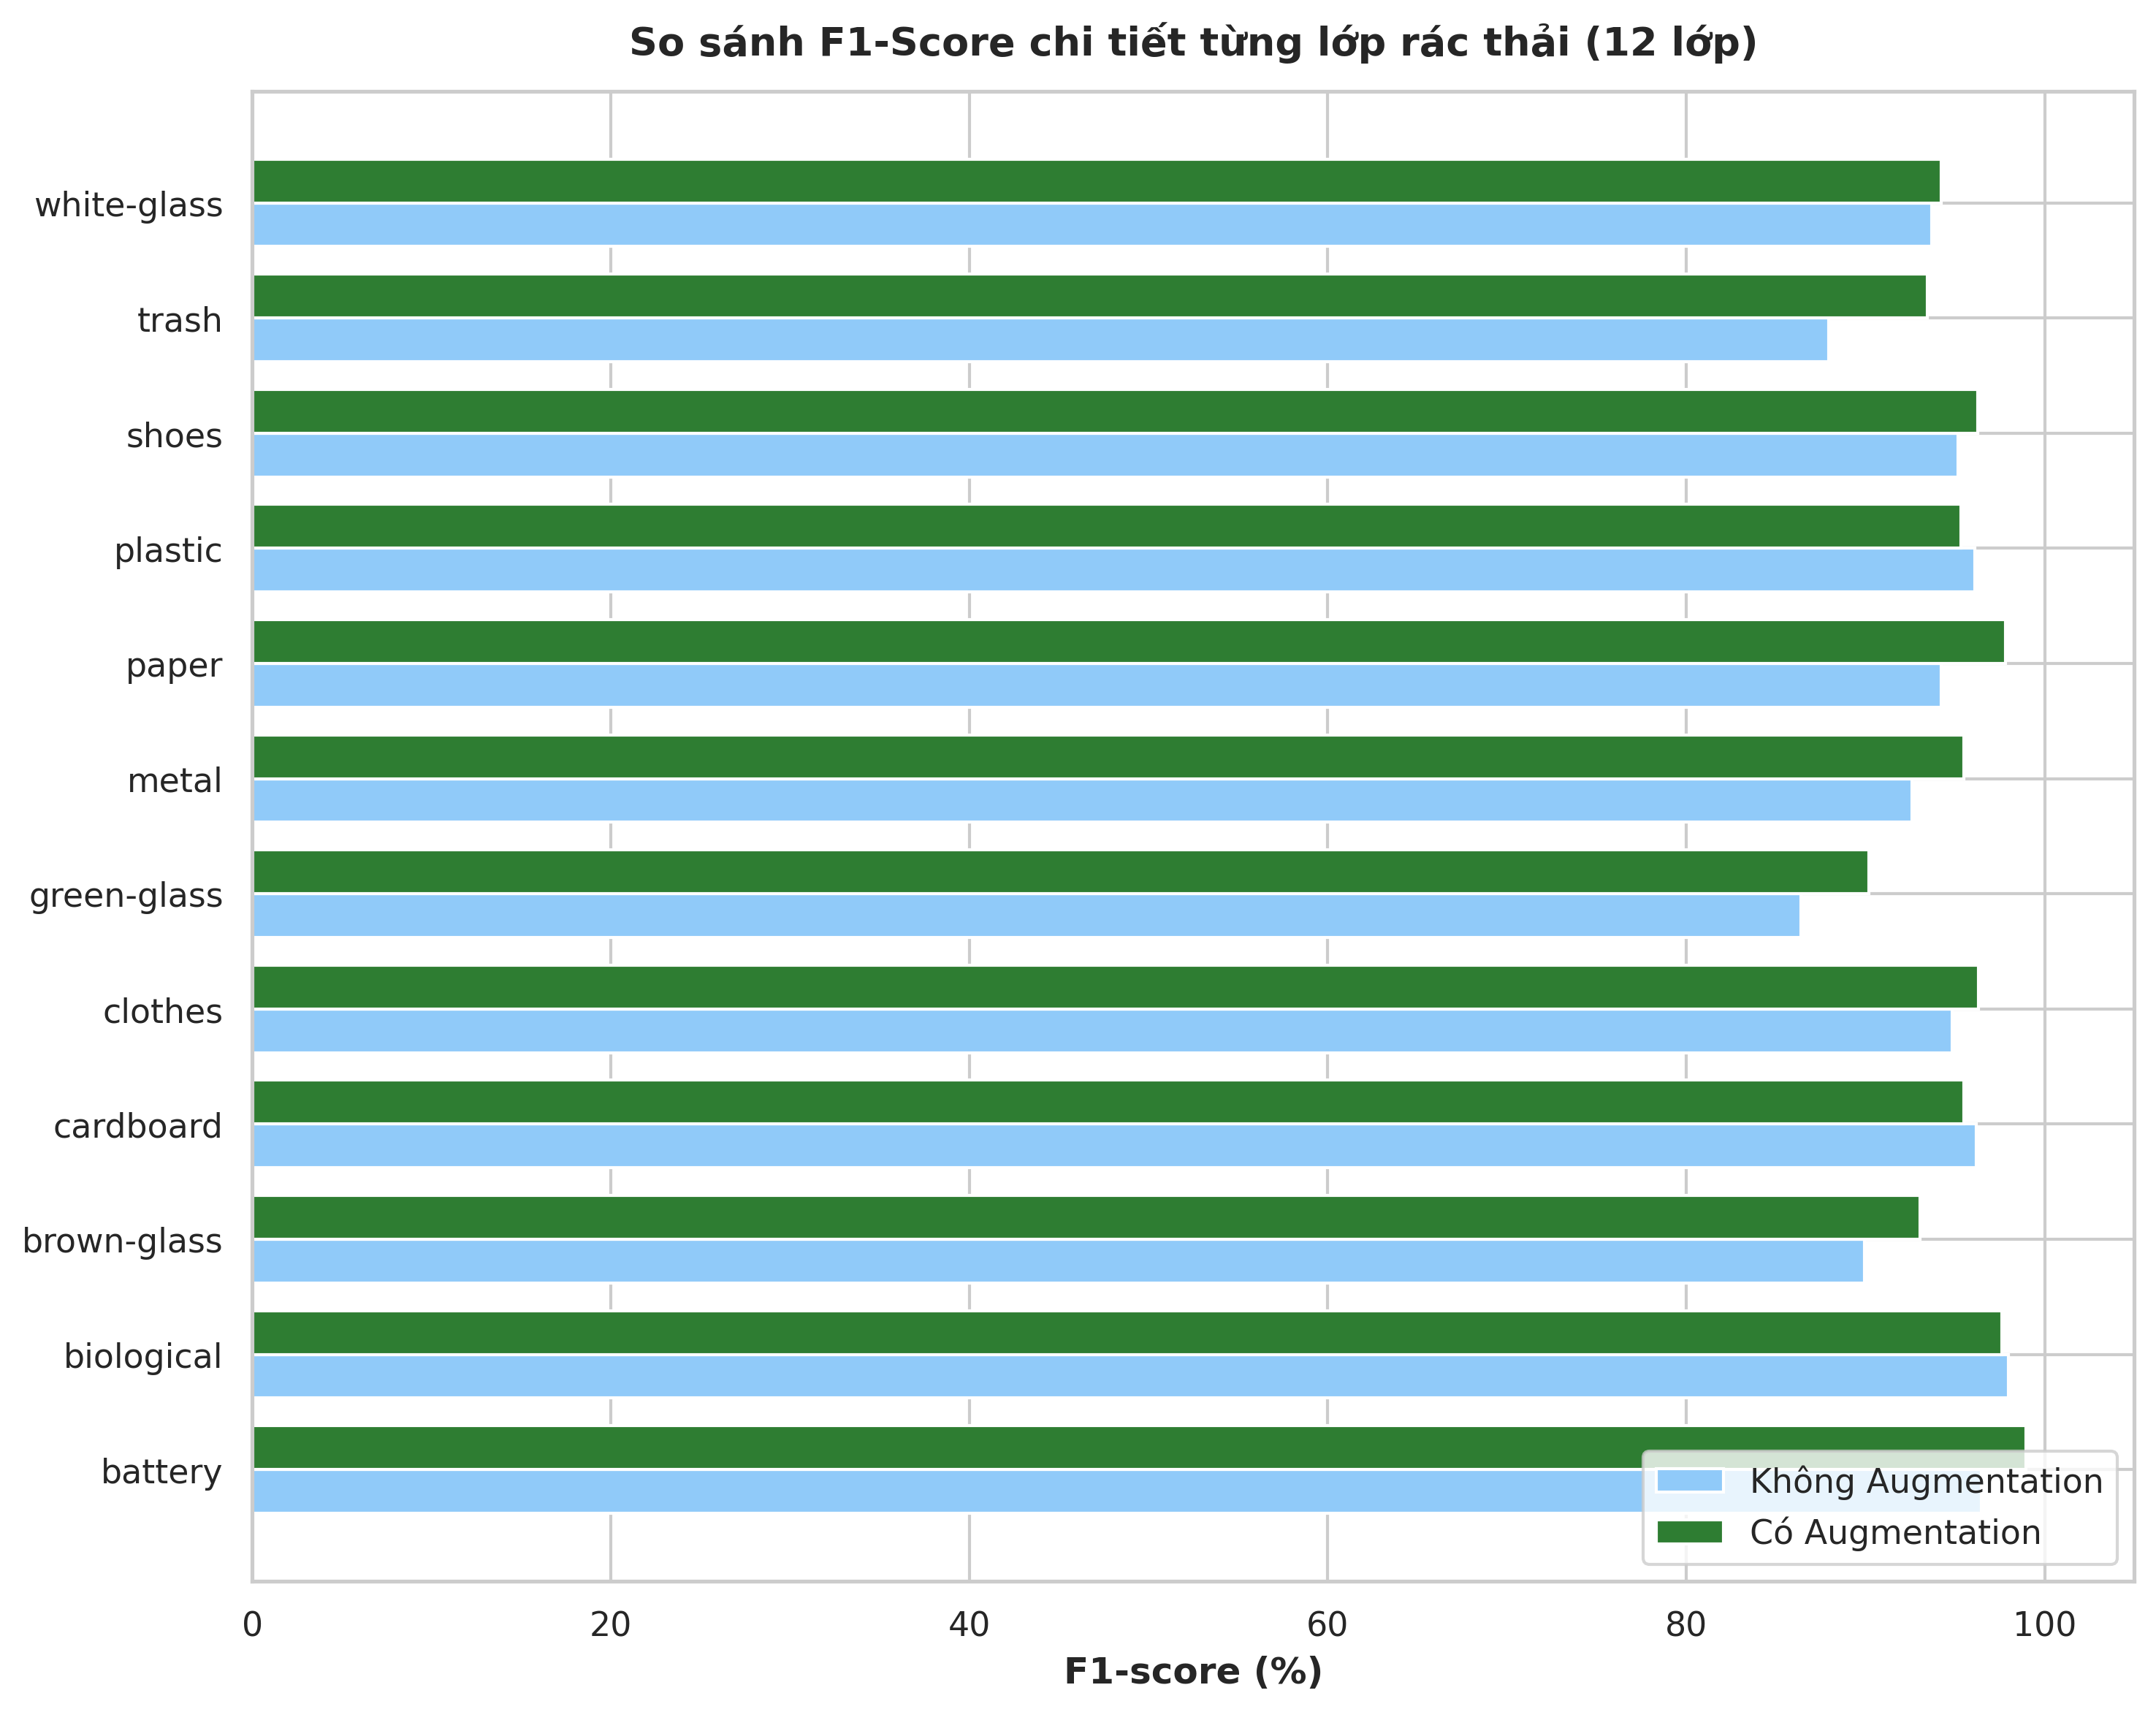 So sánh F1-Score chi tiết từng lớp rác thải (12 lớp)
white-glass
trash
shoes
plastic
paper
metal
green-glass
clothes
cardboard
brown-glass
biological
battery
Không Augmentation
Có Augmentation
0 20 40 60 80 100
F1-score (%)